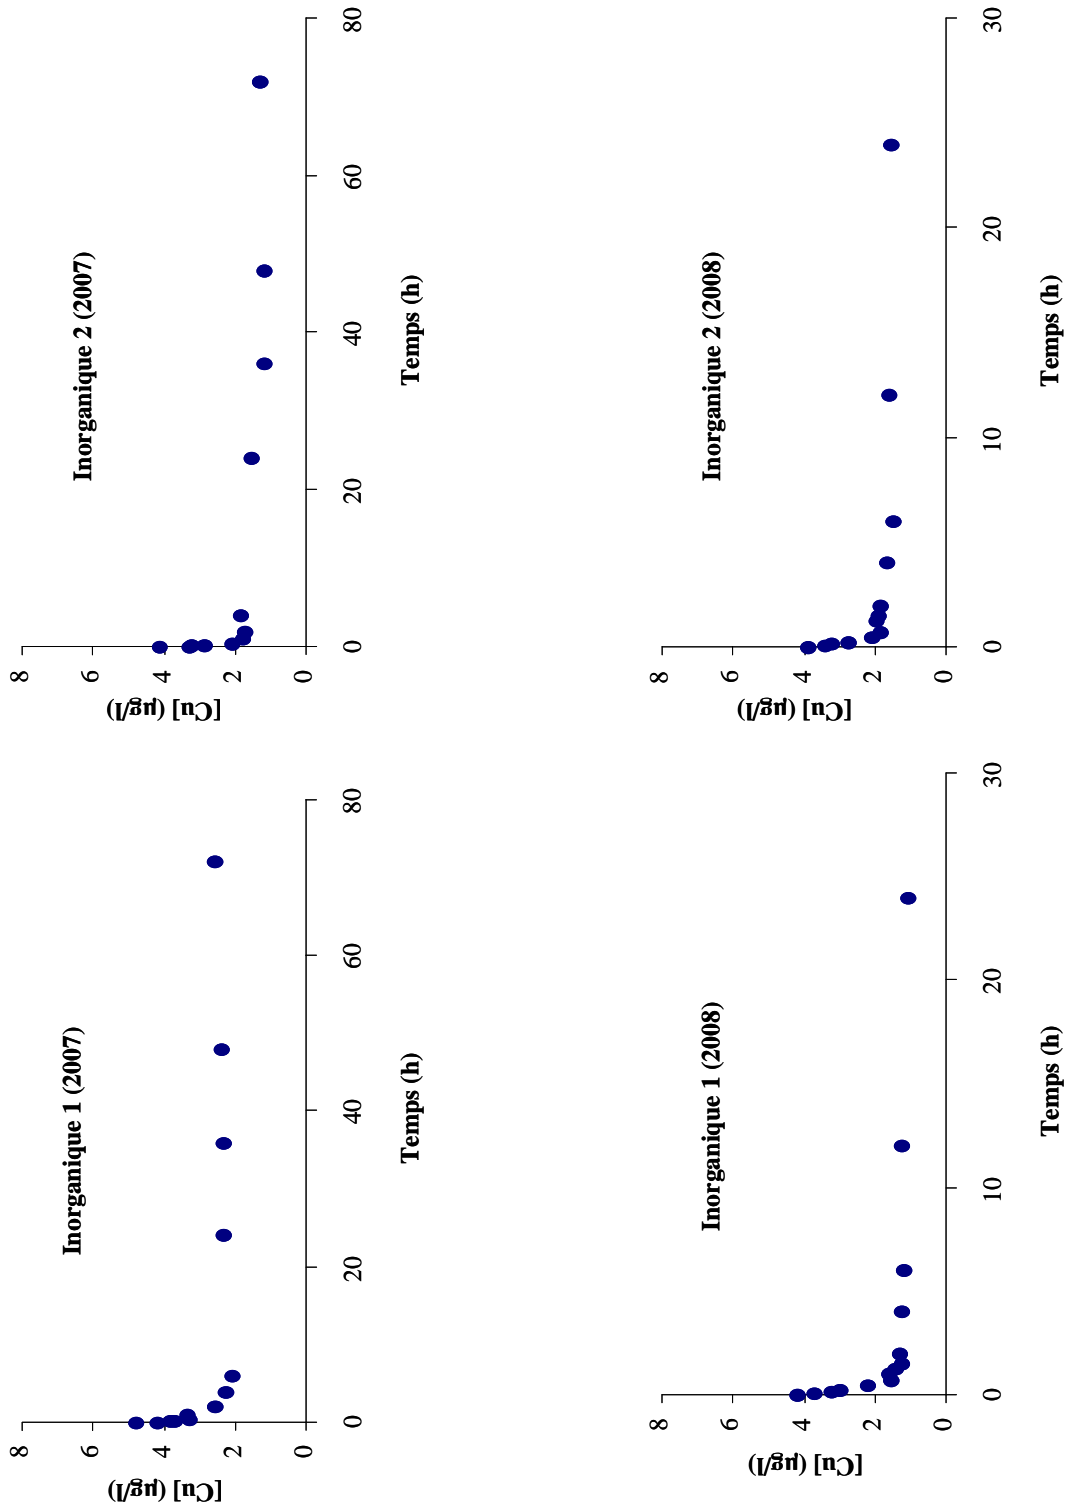 Inorganique 1 (2007)
[Cu] (µg/l)
8
6
4
2
0
0 20 40 60 80
Temps (h)
Inorganique 2 (2007)
[Cu] (µg/l)
8
6
4
2
0
0 20 40 60 80
Temps (h)
Inorganique 1 (2008)
[Cu] (µg/l)
8
6
4
2
0
0 10 20 30
Temps (h)
Inorganique 2 (2008)
[Cu] (µg/l)
8
6
4
2
0
0 10 20 30
Temps (h)